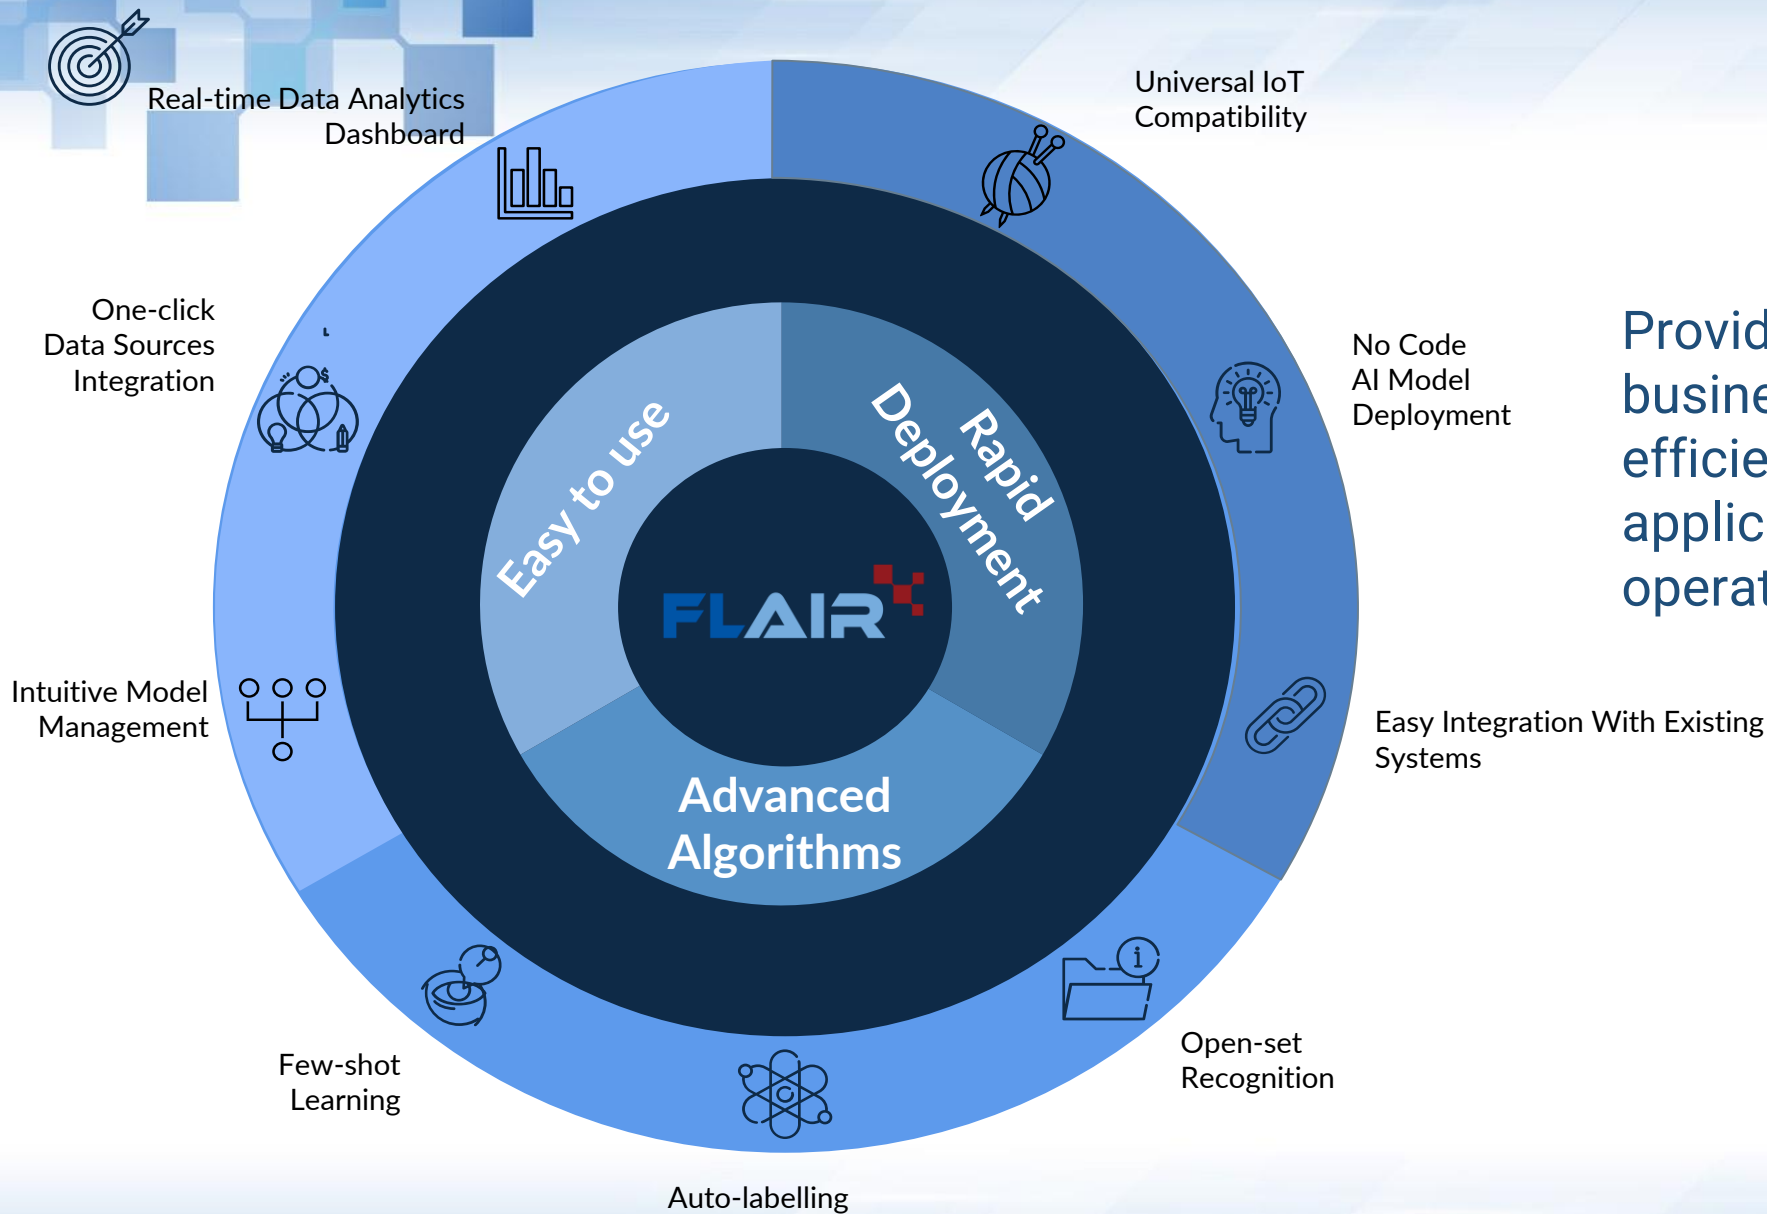 Real-time Data Analytics
Dashboard
Universal IoT
Compatibility
One-click
Data Sources
Integration
No Code
AI Model
Deployment
Easy to use
Rapid
Deployment
FLAIR
Advanced
Algorithms
Intuitive Model
Management
Easy Integration With Existing
Systems
Few-shot
Learning
Open-set
Recognition
Auto-labelling